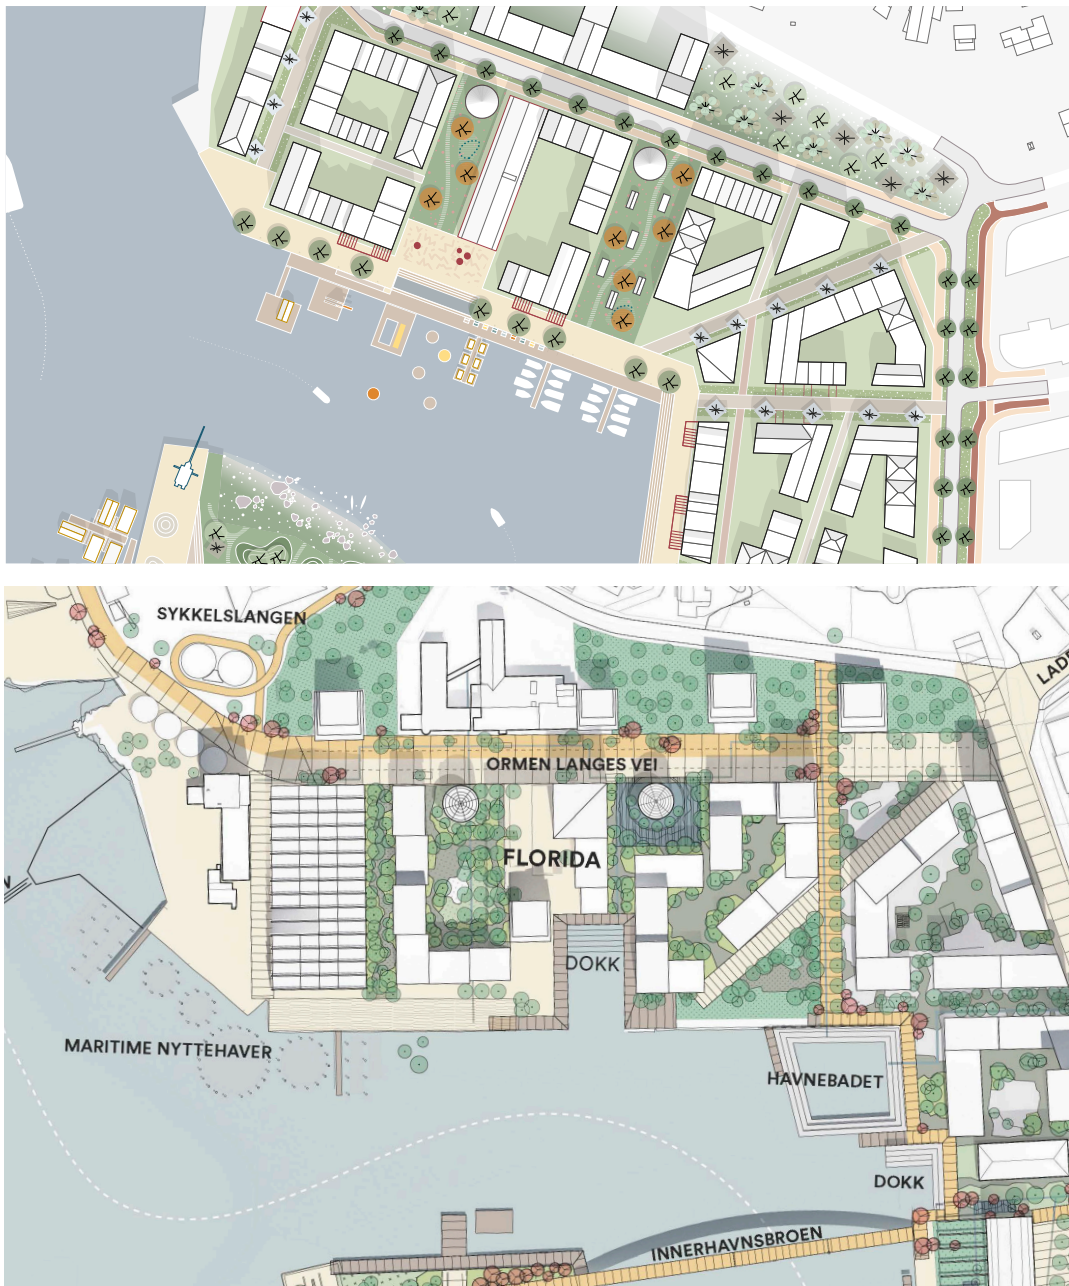 SYKKELSLANGEN
ORMEN LANGES VEI
FLORIDA
DOKK
MARITIME NYTTEHAVER
HAVNEBADET
DOKK
INNERHAVNSBROEN